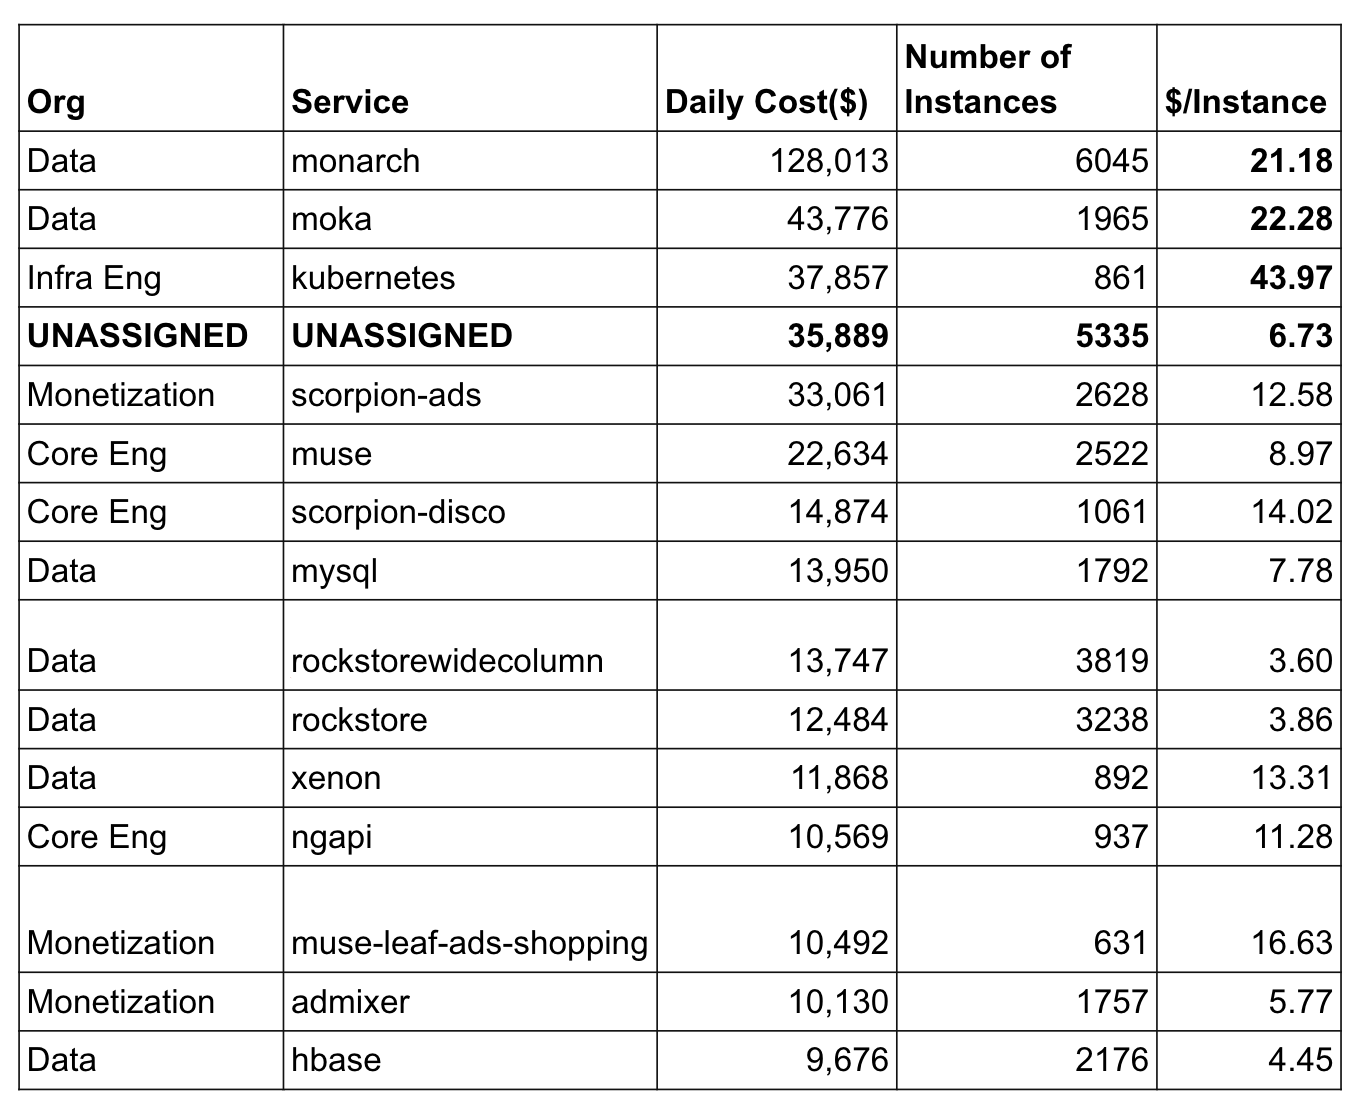 Org Service Daily Cost($) Number of Instances $/Instance
Data monarch 128,013 6045 21.18
Data moka 43,776 1965 22.28
Infra Eng kubernetes 37,857 861 43.97
UNASSIGNED UNASSIGNED 35,889 5335 6.73
Monetization scorpion-ads 33,061 2628 12.58
Core Eng muse 22,634 2522 8.97
Core Eng scorpion-disco 14,874 1061 14.02
Data mysql 13,950 1792 7.78
Data rockstorewidecolumn 13,747 3819 3.60
Data rockstore 12,484 3238 3.86
Data xenon 11,868 892 13.31
Core Eng ngapi 10,569 937 11.28
Monetization muse-leaf-ads-shopping 10,492 631 16.63
Monetization admixer 10,130 1757 5.77
Data hbase 9,676 2176 4.45